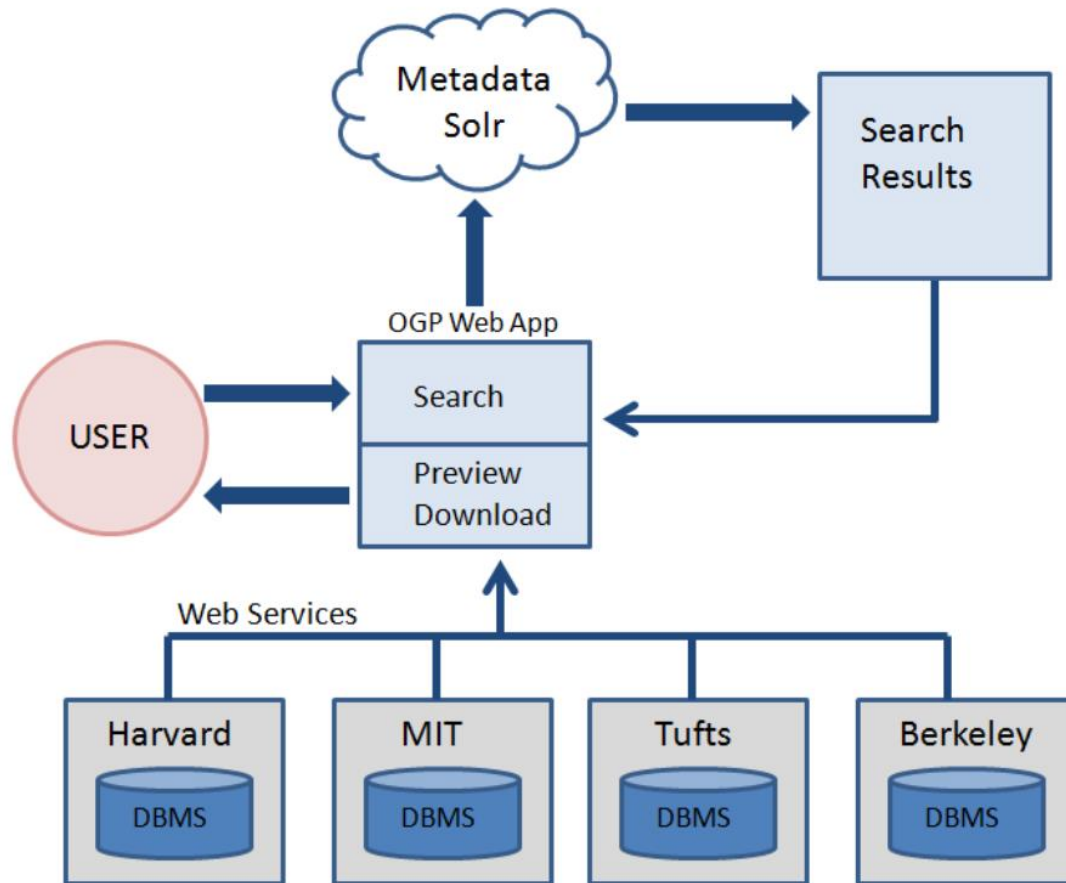 Metadata
Solr
Search
Results
OGP Web App
USER
Search
Preview
Download
Web Services
Harvard
MIT
Tufts
Berkeley
DBMS
DBMS
DBMS
DBMS